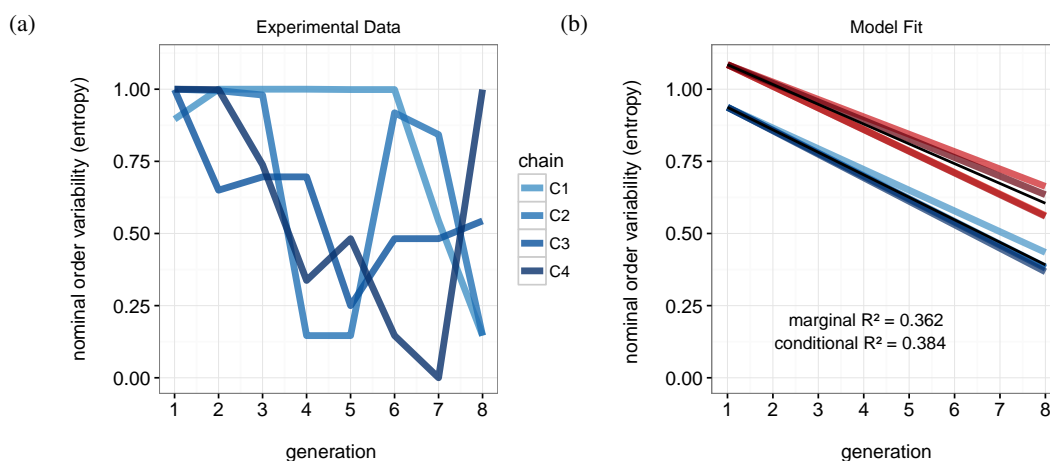 (a)
Experimental Data
nominal order variability (entropy)
1.00
0.75
0.50
0.25
0.00
1 2 3 4 5 6 7 8
generation
chain
C1
C2
C3
C4
(b)
Model Fit
nominal order variability (entropy)
1.00
0.75
0.50
0.25
0.00
marginal R² = 0.362
conditional R² = 0.384
1 2 3 4 5 6 7 8
generation